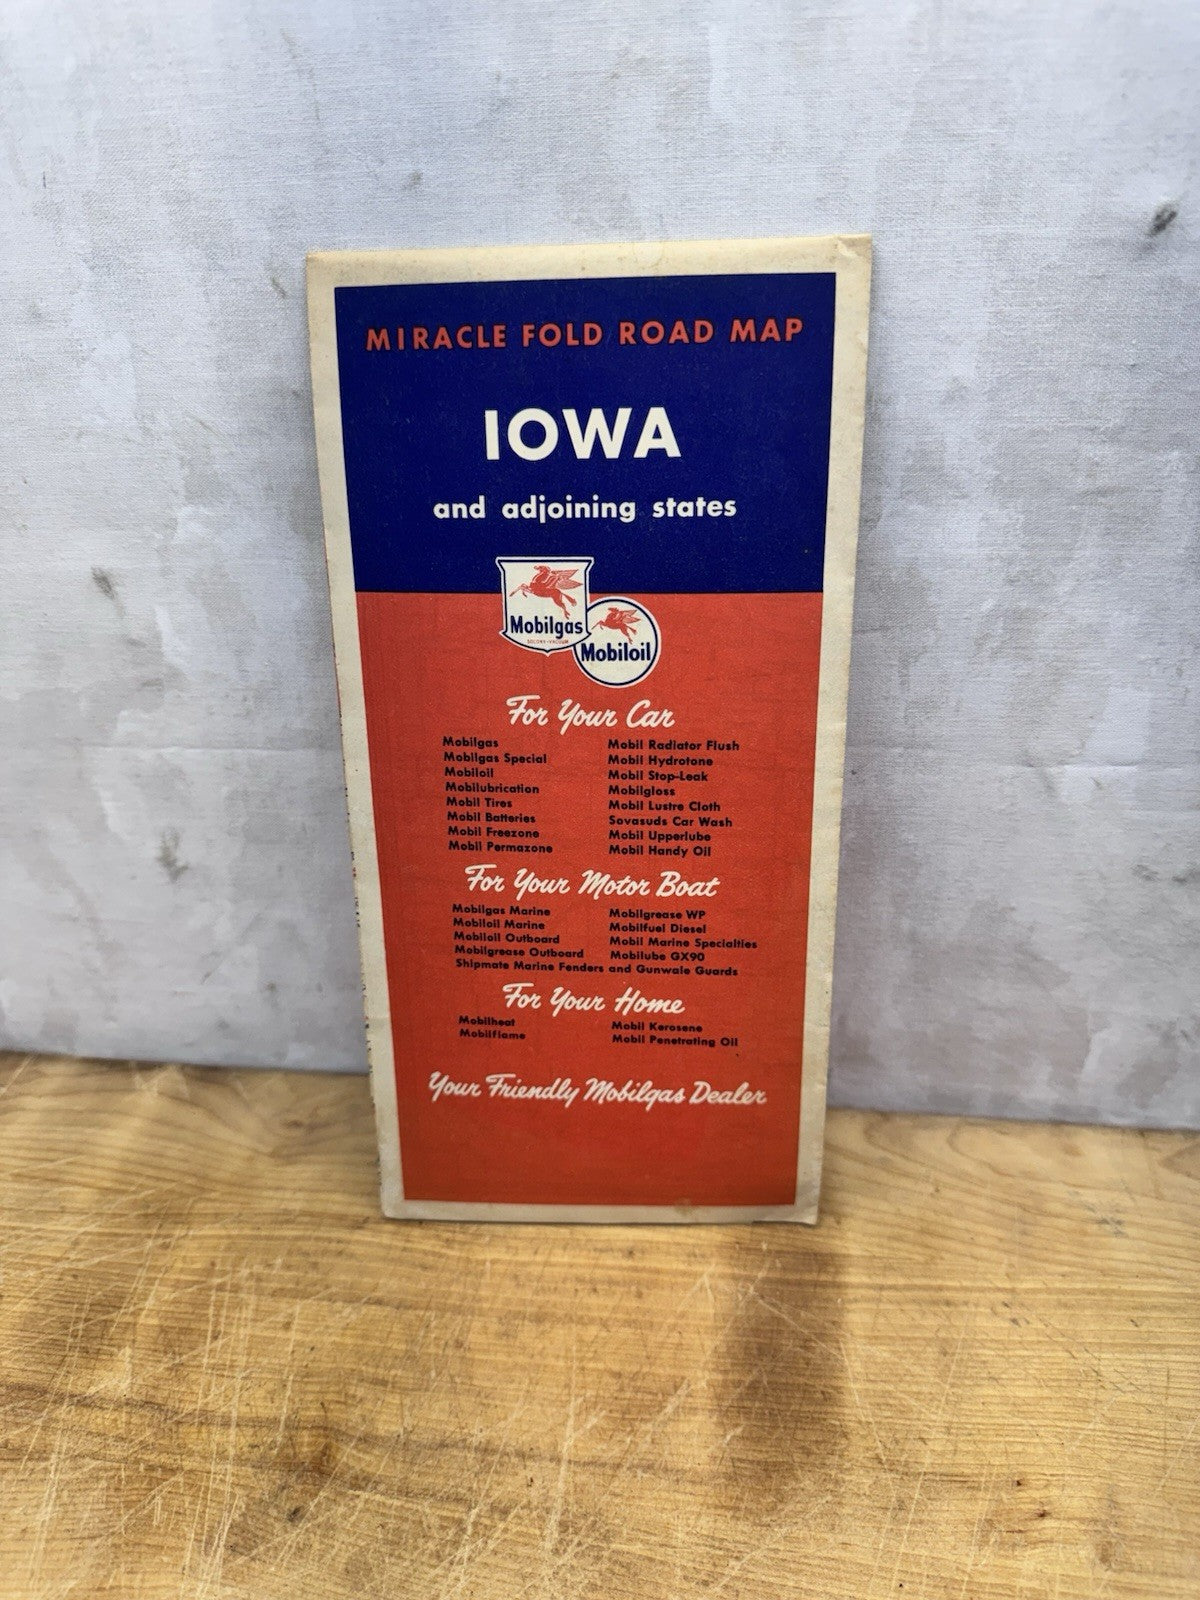 MIRACLE FOLD ROAD MAP
IOWA
and adjoining states
Mobilgas
SOCONY-VACUUM
Mobiloil
For Your Car
Mobilgas
Mobilgas Special
Mobiloil
Mobilubrication
Mobil Tires
Mobil Batteries
Mobil Freezone
Mobil Permazone
Mobil Radiator Flush
Mobil Hydrotone
Mobil Stop-Leak
Mobilgloss
Mobil Lustre Cloth
Sovasuds Car Wash
Mobil Upperlube
Mobil Handy Oil
For Your Motor Boat
Mobilgas Marine
Mobiloil Marine
Mobiloil Outboard
Mobilgrease Outboard
Mobilgrease WP
Mobilfuel Diesel
Mobil Marine Specialties
Mobilube GX90
Shipmate Marine Fenders and Gunwale Guards
For Your Home
Mobilheat
Mobilflame
Mobil Kerosene
Mobil Penetrating Oil
Your Friendly Mobilgas Dealer